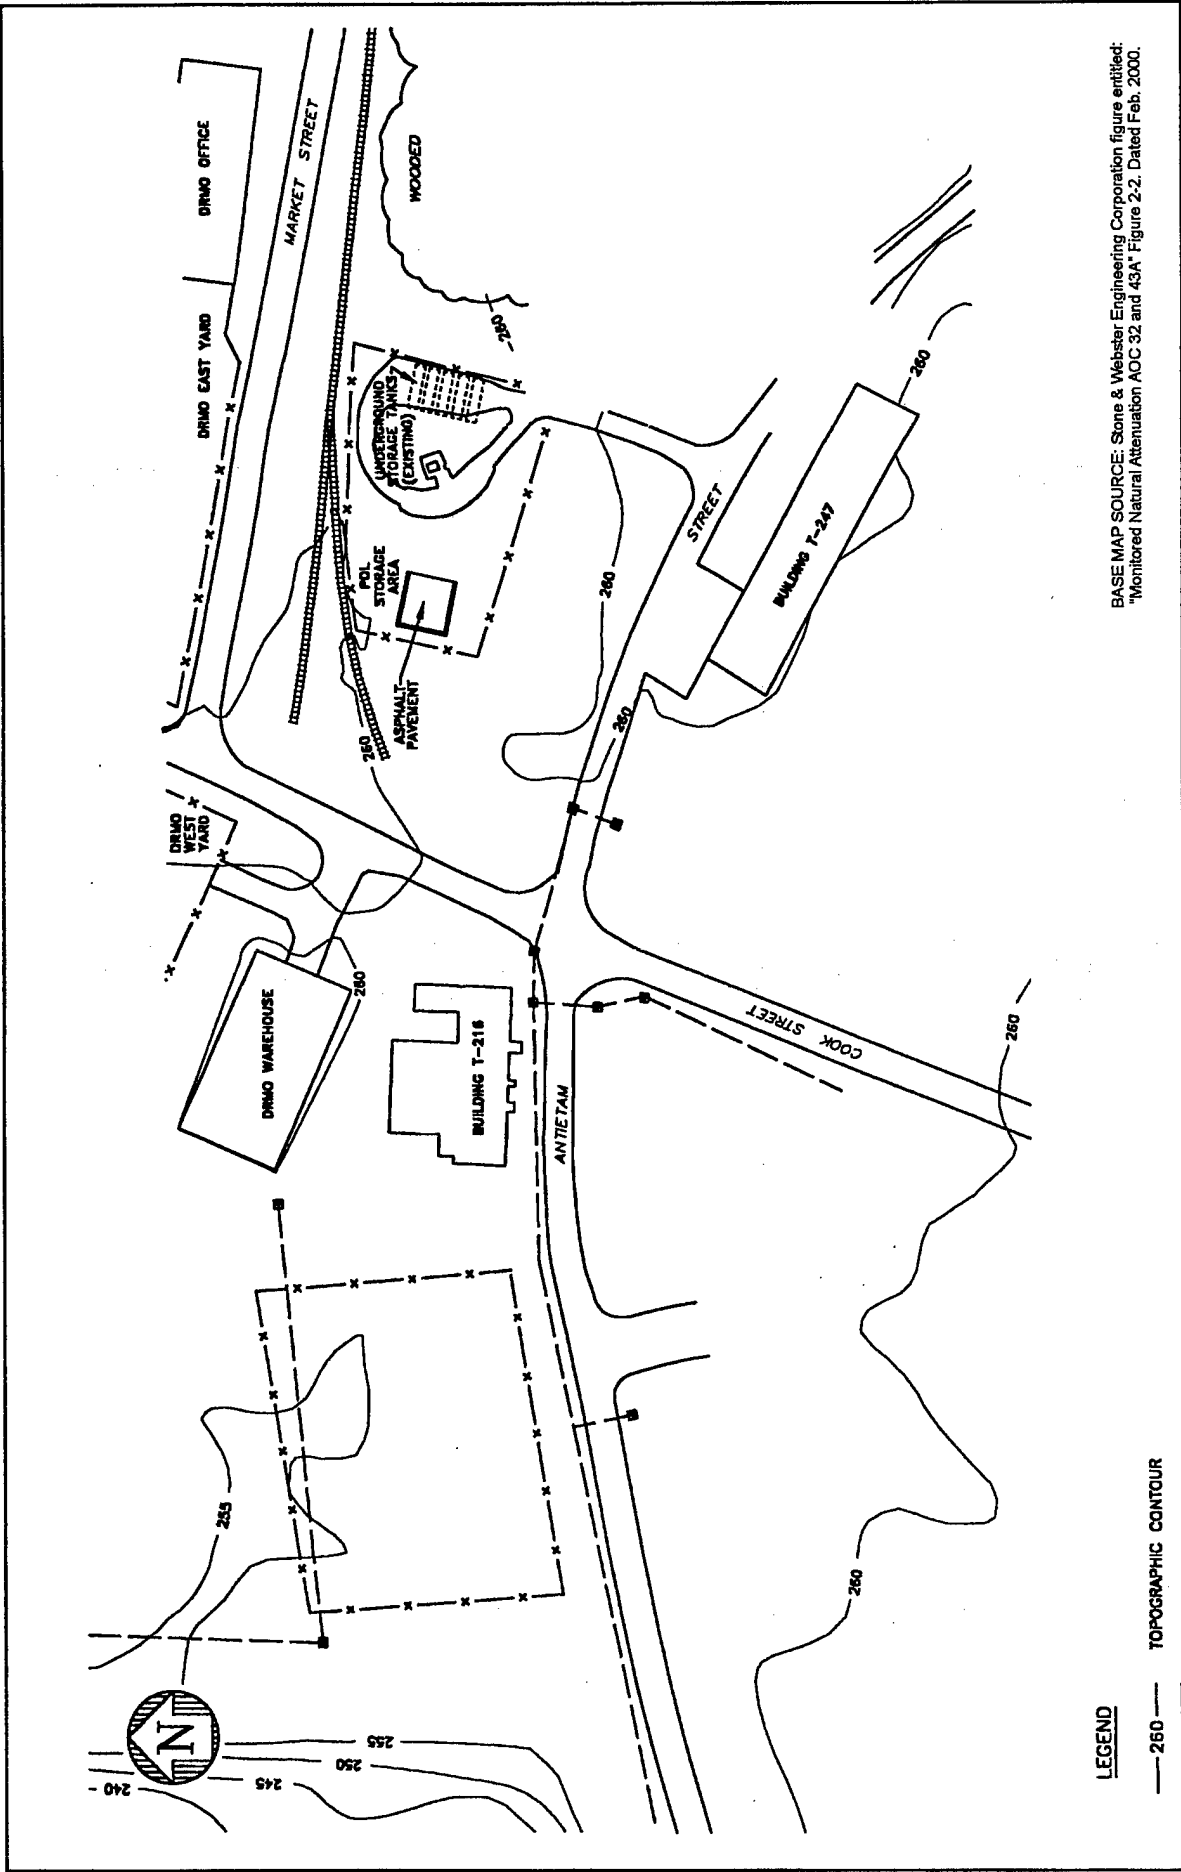 DRMO OFFICE
MARKET STREET
DRMO EAST YARD
WOODED
260
UNDERGROUND
STORAGE TANKS
(EXISTING)
POL
STORAGE
AREA
ASPHALT
PAVEMENT
260
260
260
260
STREET
BUILDING T-247
DRMO
WEST
YARD
DRMO WAREHOUSE
260
BUILDING T-216
ANTIETAM
COOK STREET
260
255
260
N
240
245
250
255
LEGEND
260 TOPOGRAPHIC CONTOUR
BASE MAP SOURCE: Stone & Webster Engineering Corporation figure entitled:
"Monitored Natural Attenuation AOC 32 and 43A" Figure 2-2. Dated Feb. 2000.